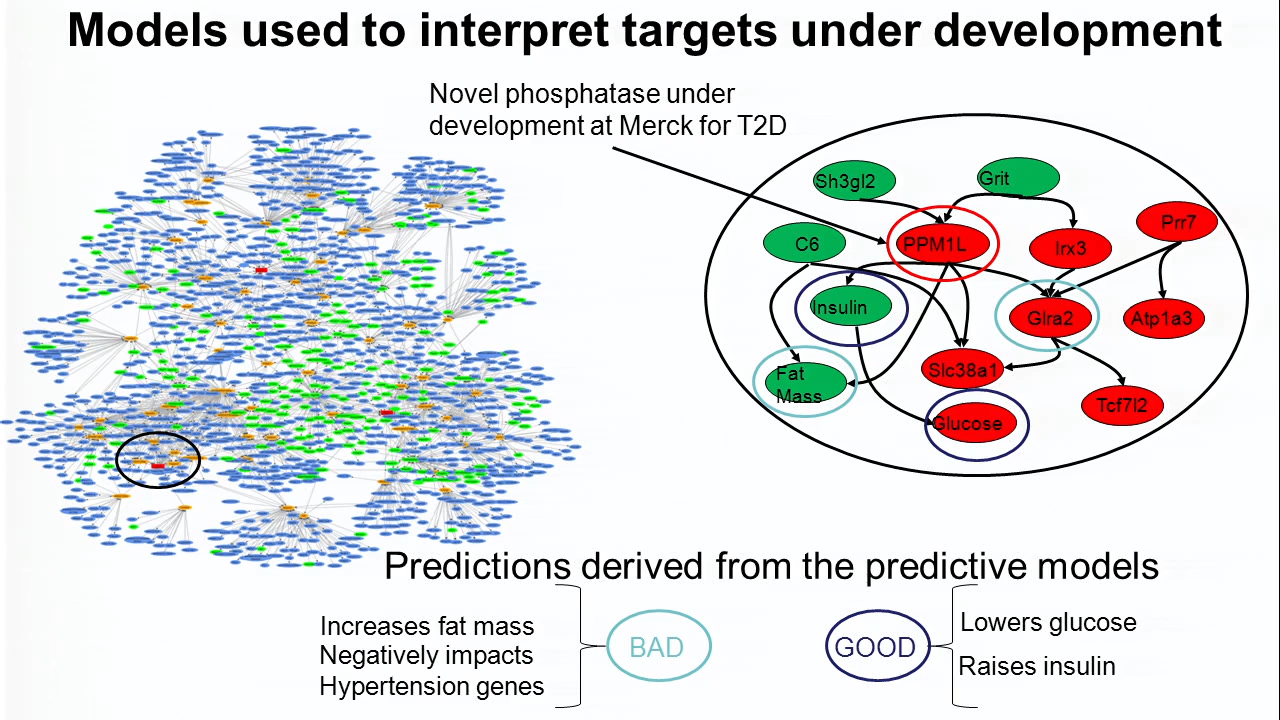 Models used to interpret targets under development
Novel phosphatase under
development at Merck for T2D
Sh3gl2
Grit
Prr7
C6
PPM1L
Irx3
Insulin
Glra2
Atp1a3
Fat
Mass
Slc38a1
Tcf7l2
Glucose
Predictions derived from the predictive models
Increases fat mass
Negatively impacts
Hypertension genes
BAD
GOOD
Lowers glucose
Raises insulin